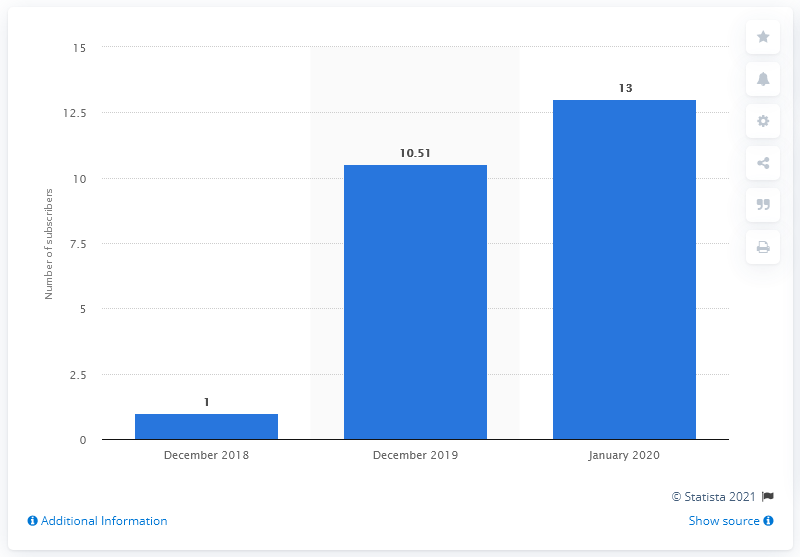 15
12.5
10
7.5
5
2.5
0
Number of subscribers
1
10.51
13
December 2018
December 2019
January 2020
© Statista 2021
Additional Information
Show source